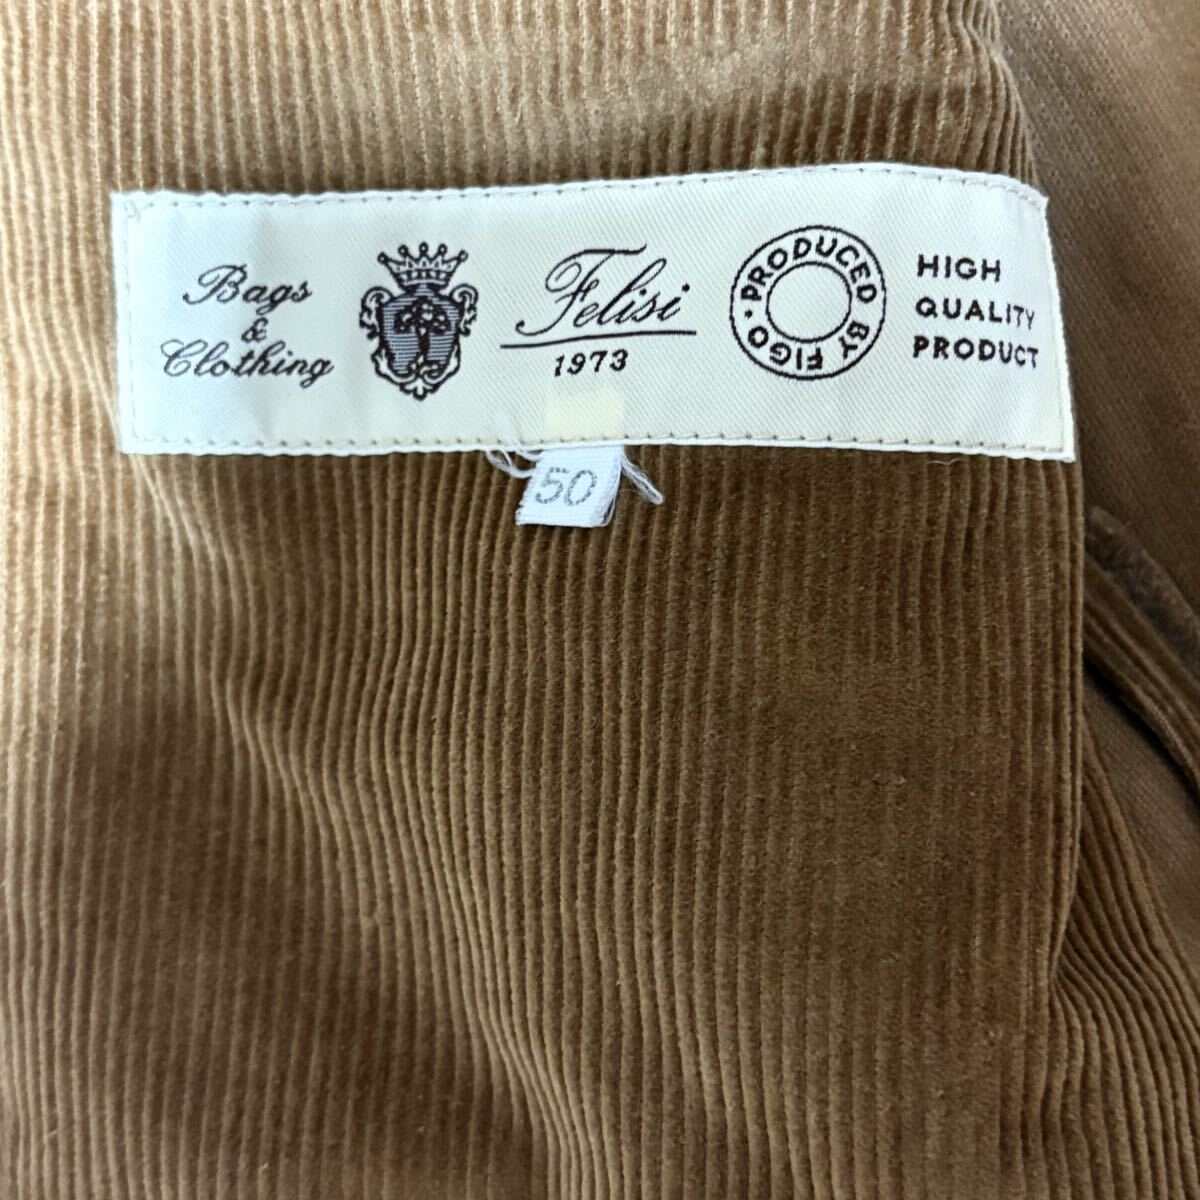 Bags
&
Clothing
Felisi
1973
PRODUCED BY FIGO
HIGH
QUALITY
PRODUCT
50